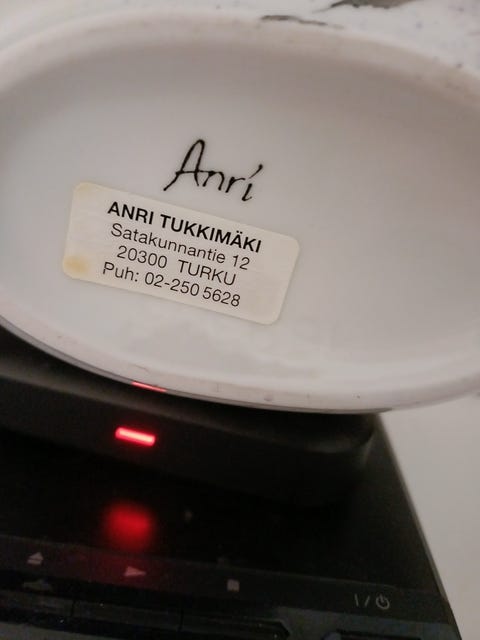 Anri
ANRI TUKKIMÄKI
Satakunnantie 12
20300 TURKU
Puh: 02-250 5628
I/⏻